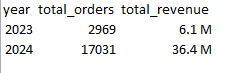 year total_orders total_revenue
2023 2969 6.1 M
2024 17031 36.4 M